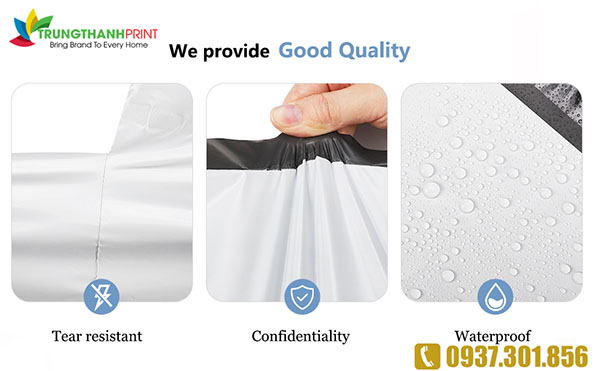 TRUNGTHANHPRINT
Bring Brand To Every Home
We provide Good Quality
Tear resistant
Confidentiality
Waterproof
0937.301.856